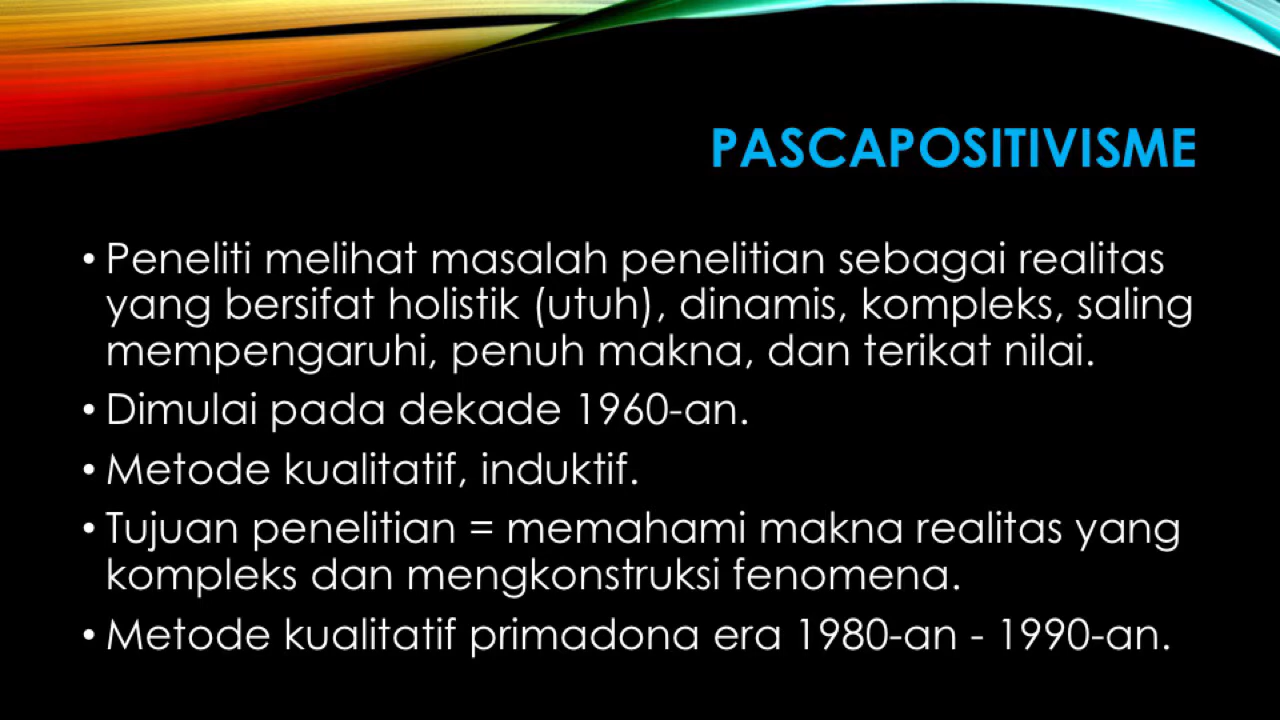 PASCAPOSITIVISME
• Peneliti melihat masalah penelitian sebagai realitas
yang bersifat holistik (utuh), dinamis, kompleks, saling
mempengaruhi, penuh makna, dan terikat nilai.
• Dimulai pada dekade 1960-an.
• Metode kualitatif, induktif.
• Tujuan penelitian = memahami makna realitas yang
kompleks dan mengkonstruksi fenomena.
• Metode kualitatif primadona era 1980-an - 1990-an.